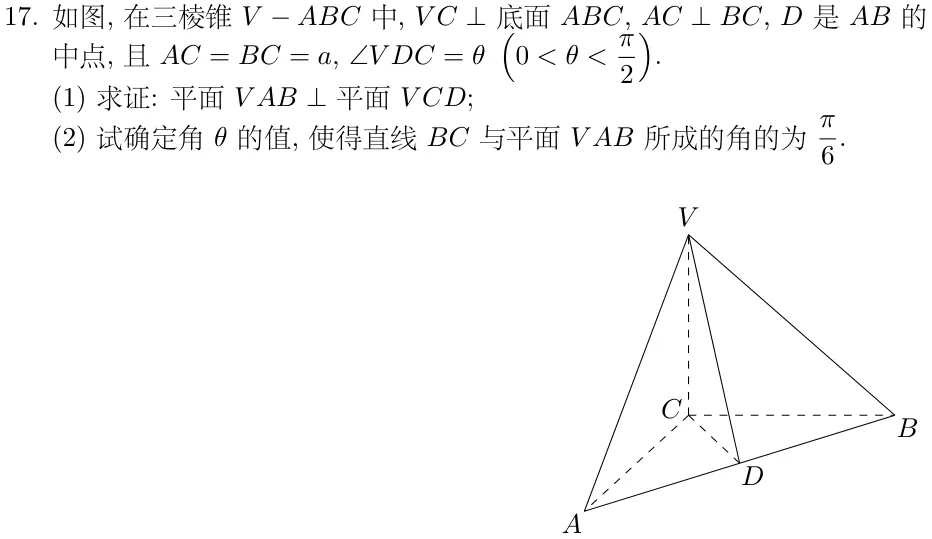 17. 如图, 在三棱锥 V − ABC 中, VC ⊥ 底面 ABC, AC ⊥ BC, D 是 AB 的
中点, 且 AC = BC = a, ∠VDC = θ (0 < θ < π/2).
(1) 求证: 平面 VAB ⊥ 平面 VCD;
(2) 试确定角 θ 的值, 使得直线 BC 与平面 VAB 所成的角的为 π/6.
V
C
B
D
A